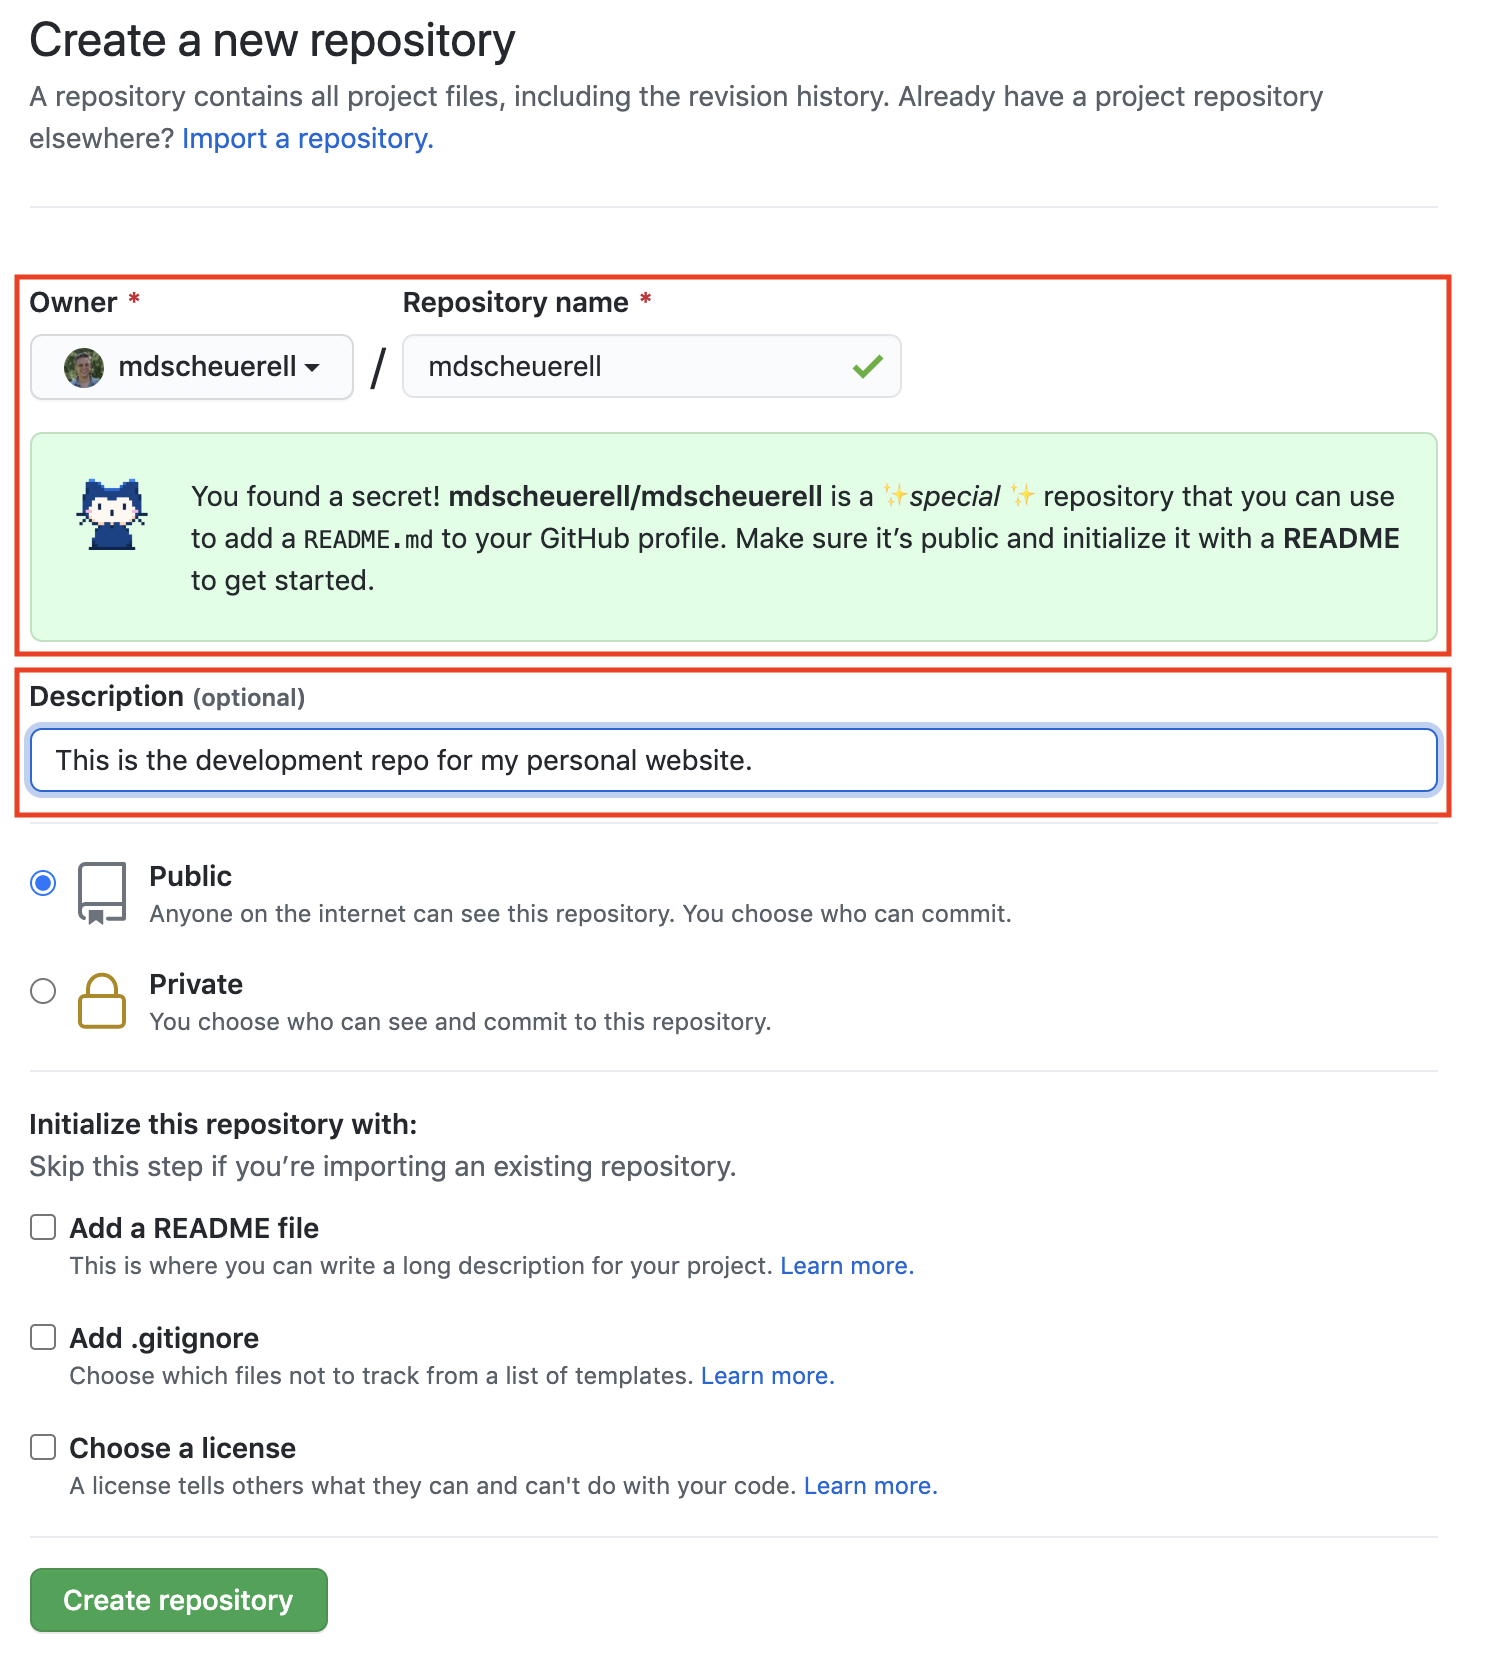 Create a new repository
A repository contains all project files, including the revision history. Already have a project repository
elsewhere? Import a repository.
Owner * Repository name *
mdscheuerell / mdscheuerell
You found a secret! mdscheuerell/mdscheuerell is a ✨special ✨ repository that you can use
to add a README.md to your GitHub profile. Make sure it’s public and initialize it with a README
to get started.
Description (optional)
This is the development repo for my personal website.
Public
Anyone on the internet can see this repository. You choose who can commit.
Private
You choose who can see and commit to this repository.
Initialize this repository with:
Skip this step if you’re importing an existing repository.
Add a README file
This is where you can write a long description for your project. Learn more.
Add .gitignore
Choose which files not to track from a list of templates. Learn more.
Choose a license
A license tells others what they can and can't do with your code. Learn more.
Create repository